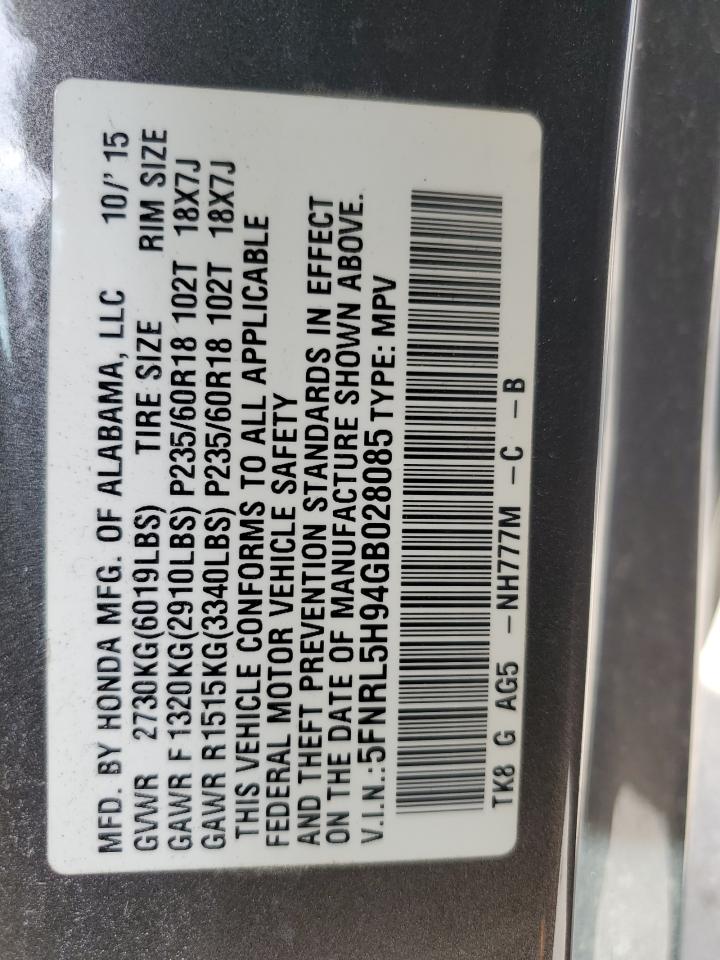 MFD. BY HONDA MFG. OF ALABAMA, LLC 10/' 15
GVWR 2730KG(6019LBS) TIRE SIZE RIM SIZE
GAWR F 1320KG(2910LBS) P235/60R18 102T 18X7J
GAWR R1515KG(3340LBS) P235/60R18 102T 18X7J
THIS VEHICLE CONFORMS TO ALL APPLICABLE
FEDERAL MOTOR VEHICLE SAFETY
AND THEFT PREVENTION STANDARDS IN EFFECT
ON THE DATE OF MANUFACTURE SHOWN ABOVE.
V.I.N.:5FNRL5H94GB028085 TYPE: MPV
TK8 G AG5 -NH777M -C -B